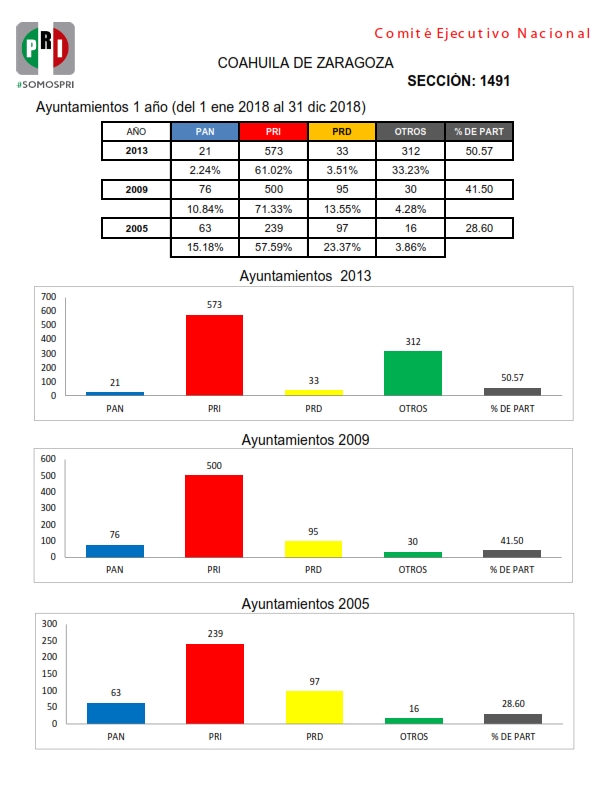 Comité Ejecutivo Nacional
PRI
#SOMOSPRI
COAHUILA DE ZARAGOZA
SECCIÓN: 1491
Ayuntamientos 1 año (del 1 ene 2018 al 31 dic 2018)
AÑO PAN PRI PRD OTROS % DE PART
2013 21 573 33 312 50.57
2.24% 61.02% 3.51% 33.23%
2009 76 500 95 30 41.50
10.84% 71.33% 13.55% 4.28%
2005 63 239 97 16 28.60
15.18% 57.59% 23.37% 3.86%
Ayuntamientos 2013
700
600
500
400
300
200
100
0
21 573 33 312 50.57
PAN PRI PRD OTROS % DE PART
Ayuntamientos 2009
600
500
400
300
200
100
0
76 500 95 30 41.50
PAN PRI PRD OTROS % DE PART
Ayuntamientos 2005
300
250
200
150
100
50
0
63 239 97 16 28.60
PAN PRI PRD OTROS % DE PART